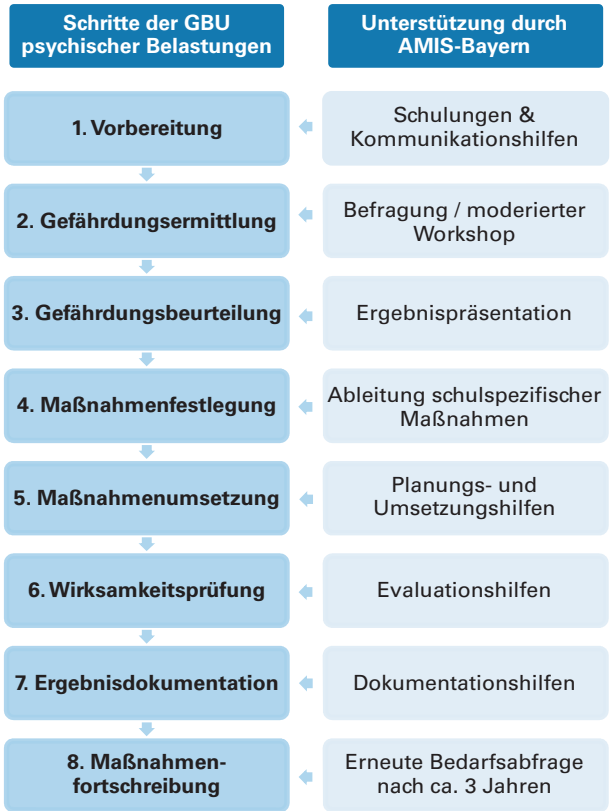 Schritte der GBU
psychischer Belastungen
Unterstützung durch
AMIS-Bayern
1. Vorbereitung
Schulungen &
Kommunikationshilfen
2. Gefährdungsermittlung
Befragung / moderierter
Workshop
3. Gefährdungsbeurteilung
Ergebnispräsentation
4. Maßnahmenfestlegung
Ableitung schulspezifischer
Maßnahmen
5. Maßnahmenumsetzung
Planungs- und
Umsetzungshilfen
6. Wirksamkeitsprüfung
Evaluationshilfen
7. Ergebnisdokumentation
Dokumentationshilfen
8. Maßnahmen-
fortschreibung
Erneute Bedarfsabfrage
nach ca. 3 Jahren